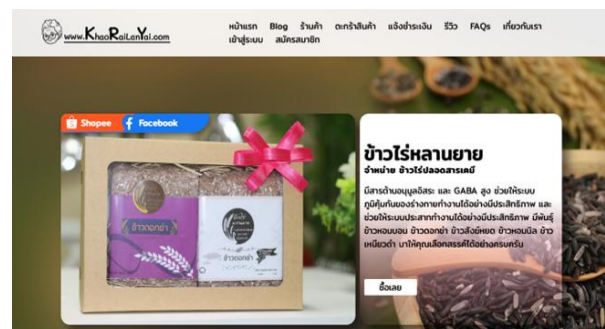 www.KhaoRaiLanYai.com
หน้าแรก Blog ร้านค้า ตะกร้าสินค้า แจ้งชำระเงิน รีวิว FAQs เกี่ยวกับเรา
เข้าสู่ระบบ สมัครสมาชิก
Shopee Facebook
ข้าวไร่หลานยาย
จำหน่าย ข้าวไร่ปลอดสารเคมี
มีสารต้านอนุมูลอิสระ และ GABA สูง ช่วยให้ระบบ
ภูมิคุ้มกันของร่างกายทำงานได้อย่างมีประสิทธิภาพ และ
ช่วยให้ระบบประสาททำงานได้อย่างมีประสิทธิภาพ มีพันธุ์
ข้าวหอมบอน ข้าวดอกข่า ข้าวสังข์หยด ข้าวหอมนิล ข้าว
เหนียวดำ มาให้คุณเลือกสรรค์ได้อย่างครบครัน
ซื้อเลย
ข้าวดอกข่า
ข้าวดอกข่า